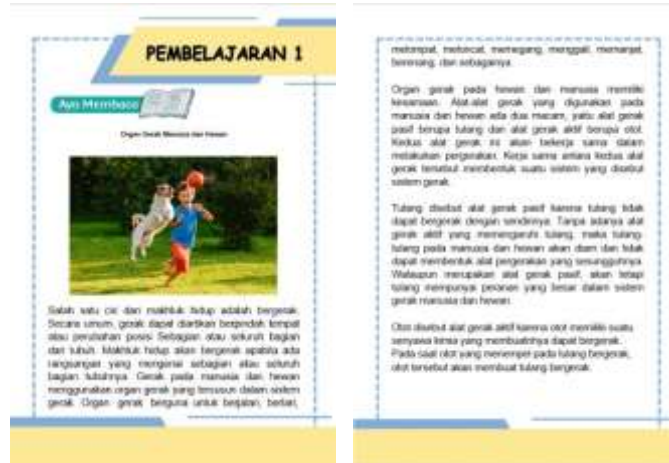 PEMBELAJARAN 1
Ayo Membaca
Organ Gerak Manusia dan Hewan
Salah satu ciri dari makhluk hidup adalah bergerak.
Secara umum, gerak dapat diartikan berpindah tempat
atau perubahan posisi Sebagian atau seluruh bagian
dari tubuh. Makhluk hidup akan bergerak apabila ada
rangsangan yang mengenai sebagian atau seluruh
bagian tubuhnya. Gerak pada manusia dan hewan
menggunakan organ gerak yang tersusun dalam sistem
gerak. Organ gerak berguna untuk berjalan, berlari,
melompat, meloncat, memegang, menggali, memanjat,
berenang, dan sebagainya.
Organ gerak pada hewan dan manusia memiliki
kesamaan. Alat-alat gerak yang digunakan pada
manusia dan hewan ada dua macam, yaitu alat gerak
pasif berupa tulang dan alat gerak aktif berupa otot.
Kedua alat gerak ini akan bekerja sama dalam
melakukan pergerakan. Kerja sama antara kedua alat
gerak tersebut membentuk suatu sistem yang disebut
sistem gerak.
Tulang disebut alat gerak pasif karena tulang tidak
dapat bergerak dengan sendirinya. Tanpa adanya alat
gerak aktif yang memengaruhi tulang, maka tulang-
tulang pada manusia dan hewan akan diam dan tidak
dapat membentuk alat pergerakan yang sesungguhnya.
Walaupun merupakan alat gerak pasif, akan tetapi
tulang mempunyai peranan yang besar dalam sistem
gerak manusia dan hewan.
Otot disebut alat gerak aktif karena otot memiliki suatu
senyawa kimia yang membuatnya dapat bergerak.
Pada saat otot yang menempel pada tulang bergerak,
otot tersebut akan membuat tulang bergerak.